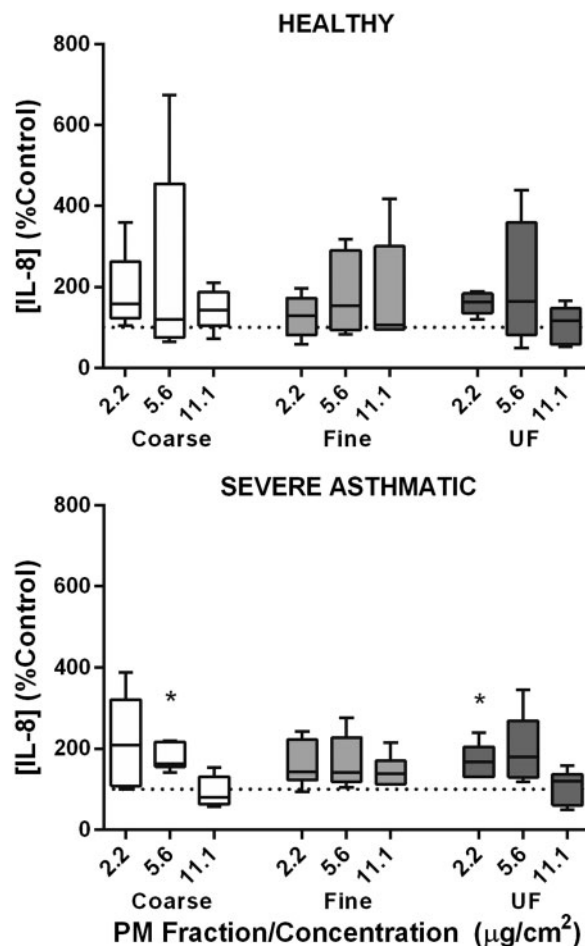 HEALTHY
[IL-8] (%Control)
800
600
400
200
0
2.2 5.6 11.1 2.2 5.6 11.1 2.2 5.6 11.1
Coarse Fine UF
SEVERE ASTHMATIC
[IL-8] (%Control)
800
600
400
* *
200
0
2.2 5.6 11.1 2.2 5.6 11.1 2.2 5.6 11.1
Coarse Fine UF
PM Fraction/Concentration (µg/cm²)